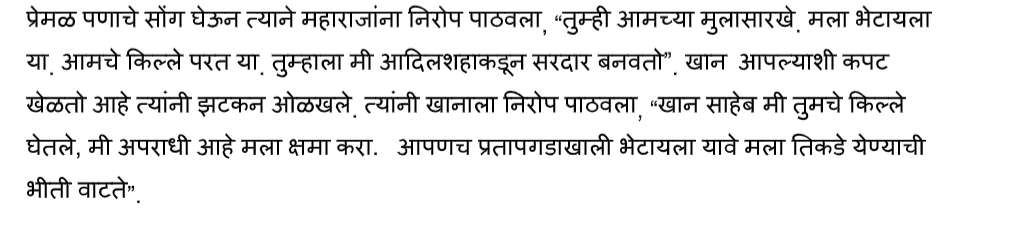 प्रेमळ पणाचे सोंग घेऊन त्याने महाराजांना निरोप पाठवला, “तुम्ही आमच्या मुलासारखे. मला भेटायला
या. आमचे किल्ले परत या. तुम्हाला मी आदिलशहाकडून सरदार बनवतो”. खान आपल्याशी कपट
खेळतो आहे त्यांनी झटकन ओळखले. त्यांनी खानाला निरोप पाठवला, “खान साहेब मी तुमचे किल्ले
घेतले, मी अपराधी आहे मला क्षमा करा. आपणच प्रतापगडाखाली भेटायला यावे मला तिकडे येण्याची
भीती वाटते”.